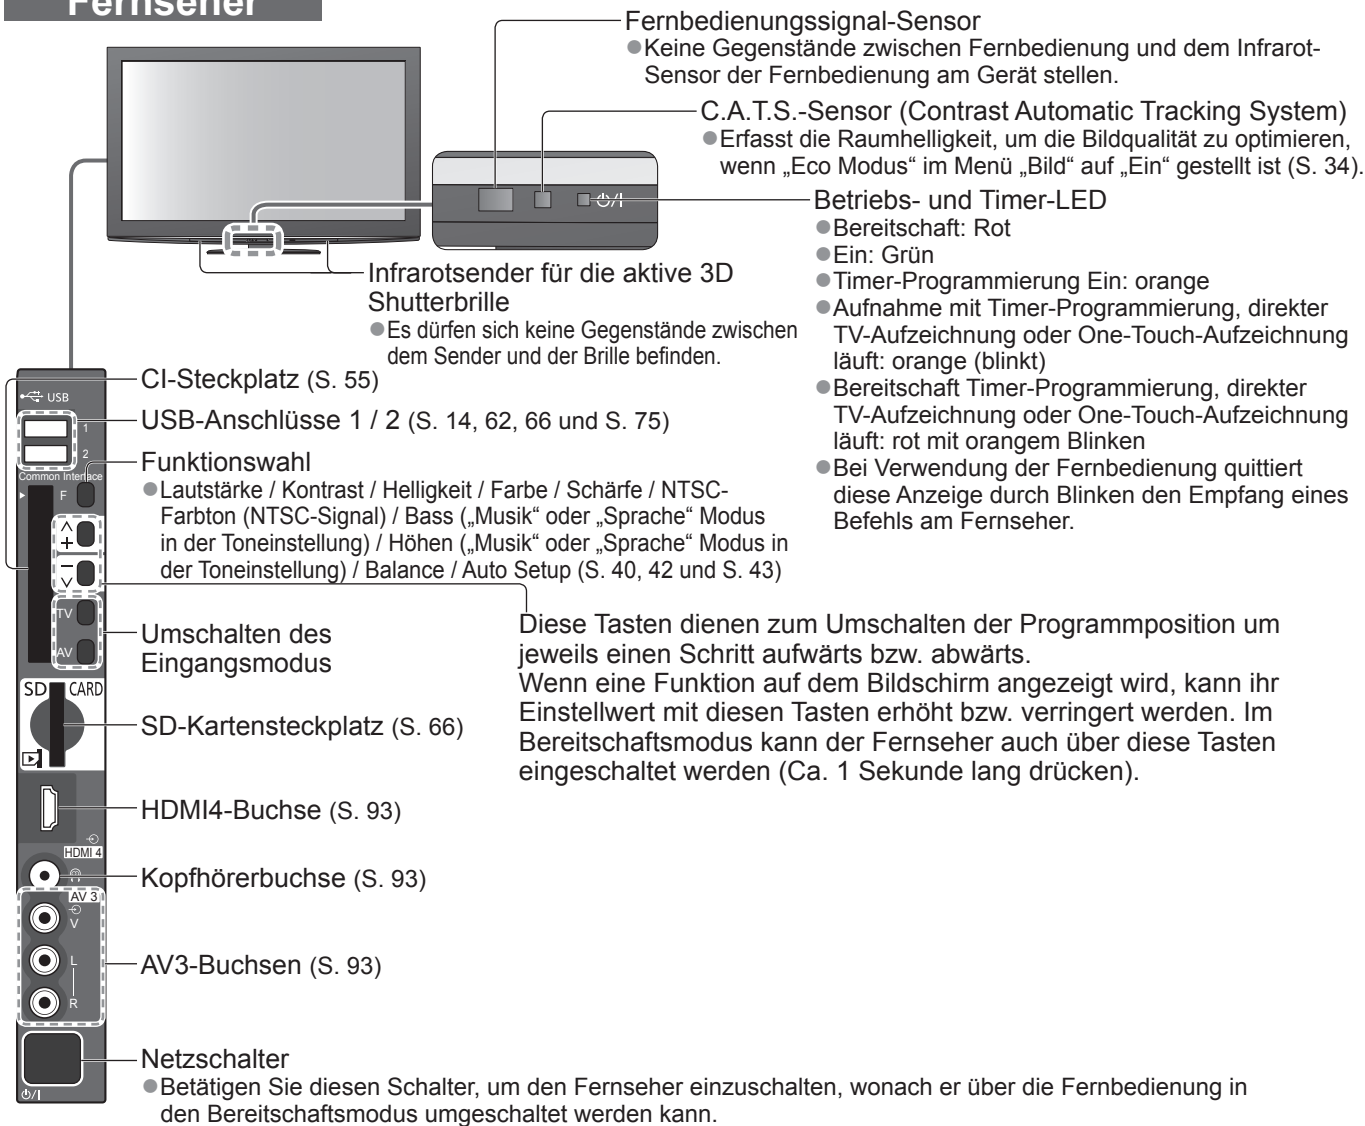 Fernseher
Fernbedienungssignal-Sensor
●Keine Gegenstände zwischen Fernbedienung und dem Infrarot-
Sensor der Fernbedienung am Gerät stellen.
C.A.T.S.-Sensor (Contrast Automatic Tracking System)
●Erfasst die Raumhelligkeit, um die Bildqualität zu optimieren,
wenn „Eco Modus“ im Menü „Bild“ auf „Ein“ gestellt ist (S. 34).
Betriebs- und Timer-LED
●Bereitschaft: Rot
●Ein: Grün
●Timer-Programmierung Ein: orange
●Aufnahme mit Timer-Programmierung, direkter
TV-Aufzeichnung oder One-Touch-Aufzeichnung
läuft: orange (blinkt)
●Bereitschaft Timer-Programmierung, direkter
TV-Aufzeichnung oder One-Touch-Aufzeichnung
läuft: rot mit orangem Blinken
●Bei Verwendung der Fernbedienung quittiert
diese Anzeige durch Blinken den Empfang eines
Befehls am Fernseher.
⏻/I
Infrarotsender für die aktive 3D
Shutterbrille
●Es dürfen sich keine Gegenstände zwischen
dem Sender und der Brille befinden.
CI-Steckplatz (S. 55)
USB-Anschlüsse 1 / 2 (S. 14, 62, 66 und S. 75)
Funktionswahl
●Lautstärke / Kontrast / Helligkeit / Farbe / Schärfe / NTSC-
Farbton (NTSC-Signal) / Bass („Musik“ oder „Sprache“ Modus
in der Toneinstellung) / Höhen („Musik“ oder „Sprache“ Modus in
der Toneinstellung) / Balance / Auto Setup (S. 40, 42 und S. 43)
Diese Tasten dienen zum Umschalten der Programmposition um
jeweils einen Schritt aufwärts bzw. abwärts.
Wenn eine Funktion auf dem Bildschirm angezeigt wird, kann ihr
Einstellwert mit diesen Tasten erhöht bzw. verringert werden. Im
Bereitschaftsmodus kann der Fernseher auch über diese Tasten
eingeschaltet werden (Ca. 1 Sekunde lang drücken).
Umschalten des
Eingangsmodus
SD-Kartensteckplatz (S. 66)
HDMI4-Buchse (S. 93)
Kopfhörerbuchse (S. 93)
AV3-Buchsen (S. 93)
Netzschalter
●Betätigen Sie diesen Schalter, um den Fernseher einzuschalten, wonach er über die Fernbedienung in
den Bereitschaftsmodus umgeschaltet werden kann.
USB
1
2
Common Interface
F
+
−
TV
AV
SD CARD
HDMI 4
AV 3
V
L
R
⏻/I